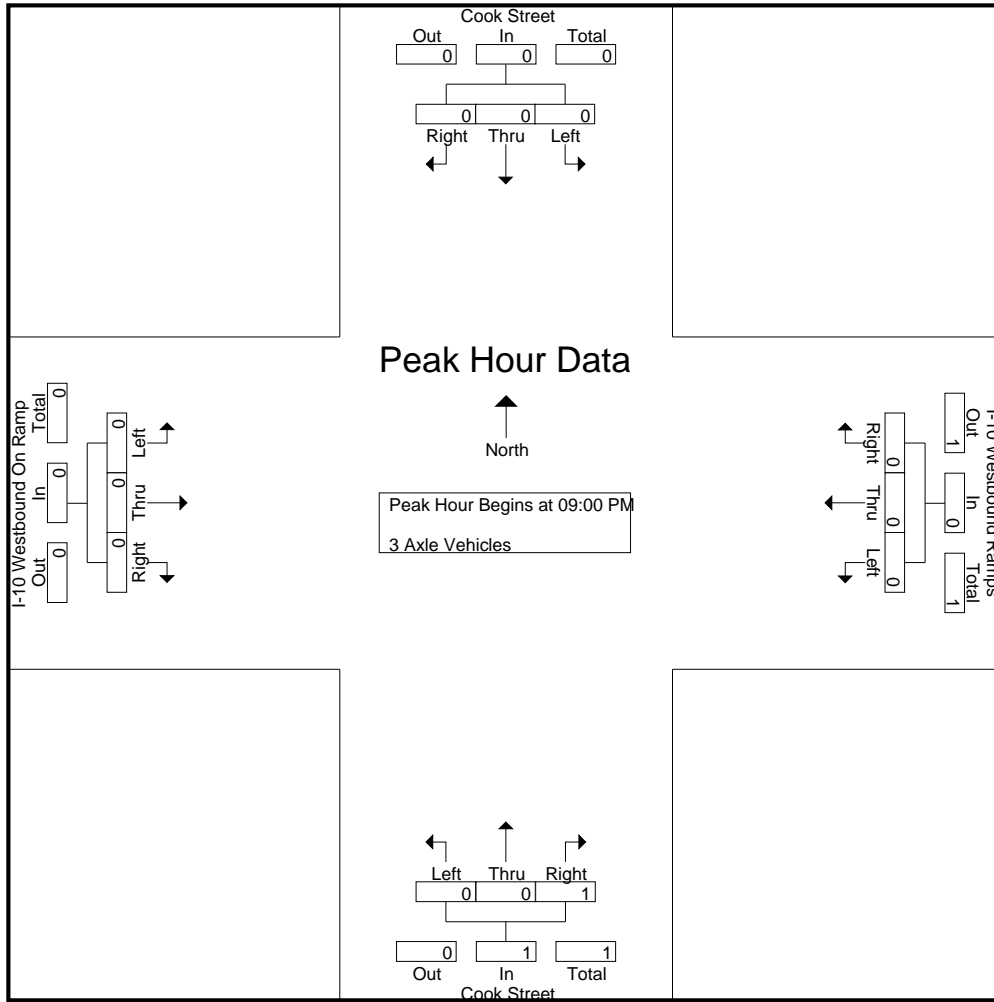 Cook Street
Out In Total
0 0 0
0 0 0
Right Thru Left
Peak Hour Data
North
Peak Hour Begins at 09:00 PM
3 Axle Vehicles
I-10 Westbound On Ramp
Out In Total
0 0 0
0 0 0
Right Thru Left
I-10 Westbound Ramps
Out In Total
1 0 1
0 0 0
Right Thru Left
Left Thru Right
0 0 1
0 1 1
Out In Total
Cook Street